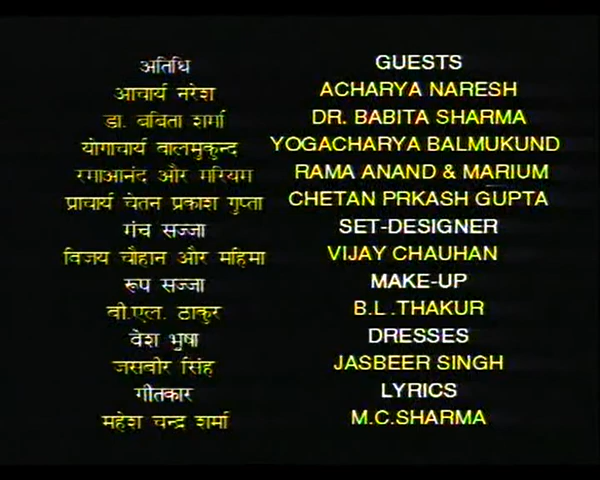 अतिथि GUESTS
आचार्य नरेश ACHARYA NARESH
डा. बबिता शर्मा DR. BABITA SHARMA
योगाचार्य बालमुकुन्द YOGACHARYA BALMUKUND
रमाआनंद और मरियम RAMA ANAND & MARIUM
प्राचार्य चेतन प्रकाश गुप्ता CHETAN PRKASH GUPTA
मंच सज्जा SET-DESIGNER
विजय चौहान और महिमा VIJAY CHAUHAN
रूप सज्जा MAKE-UP
बी.एल. ठाकुर B.L .THAKUR
वेश भुषा DRESSES
जसबीर सिंह JASBEER SINGH
गीतकार LYRICS
महेश चन्द्र शर्मा M.C.SHARMA